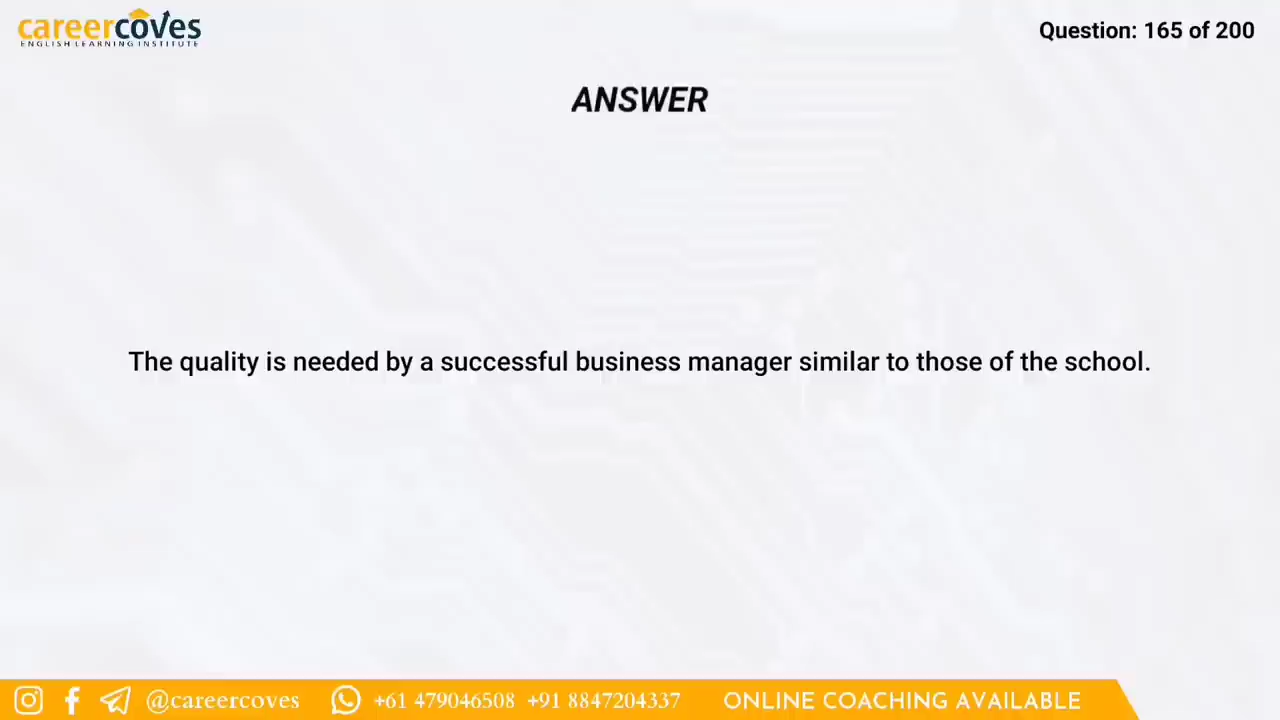 careercoves
ENGLISH LEARNING INSTITUTE
Question: 165 of 200
ANSWER
The quality is needed by a successful business manager similar to those of the school.
@careercoves +61 479046508 +91 8847204337 ONLINE COACHING AVAILABLE